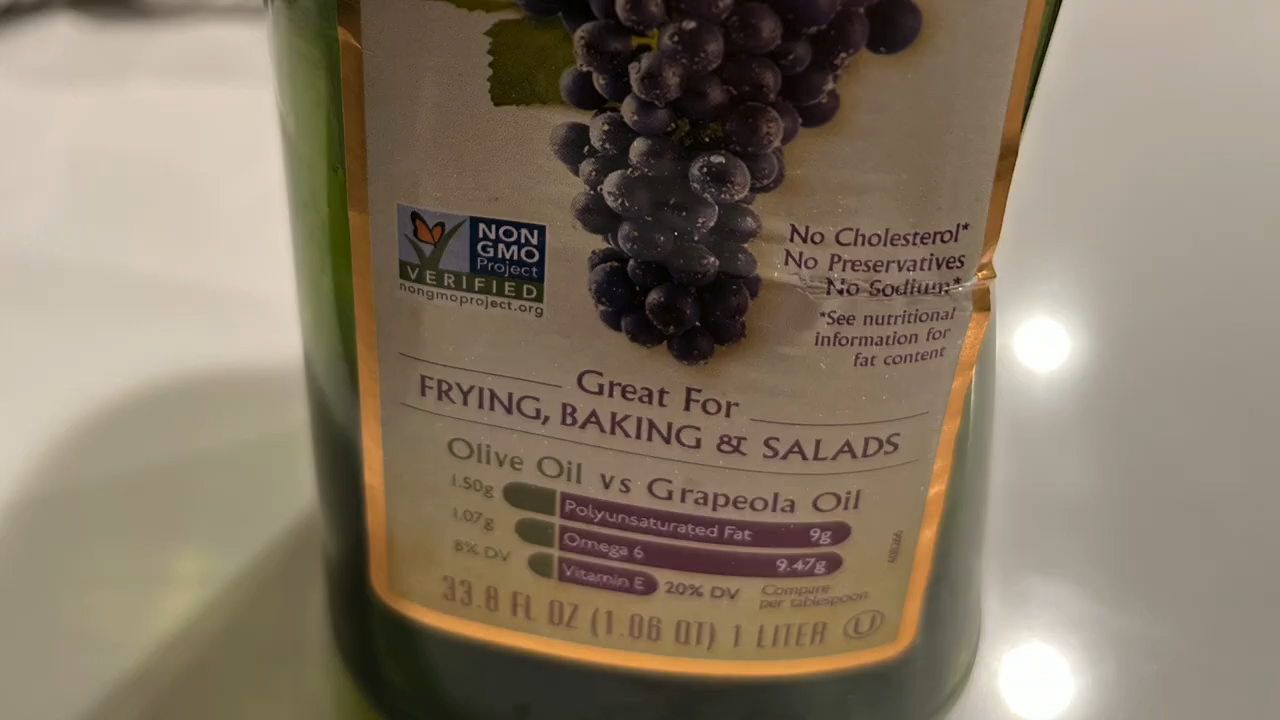 NON
GMO
Project
VERIFIED
nongmoproject.org
No Cholesterol*
No Preservatives
No Sodium*
*See nutritional
information for
fat content
Great For
FRYING, BAKING & SALADS
Olive Oil vs Grapeola Oil
1.50g Polyunsaturated Fat 9g
1.07g Omega 6 9.47g
8% DV Vitamin E 20% DV
Compare
per tablespoon
33.8 FL OZ (1.06 QT) 1 LITER U